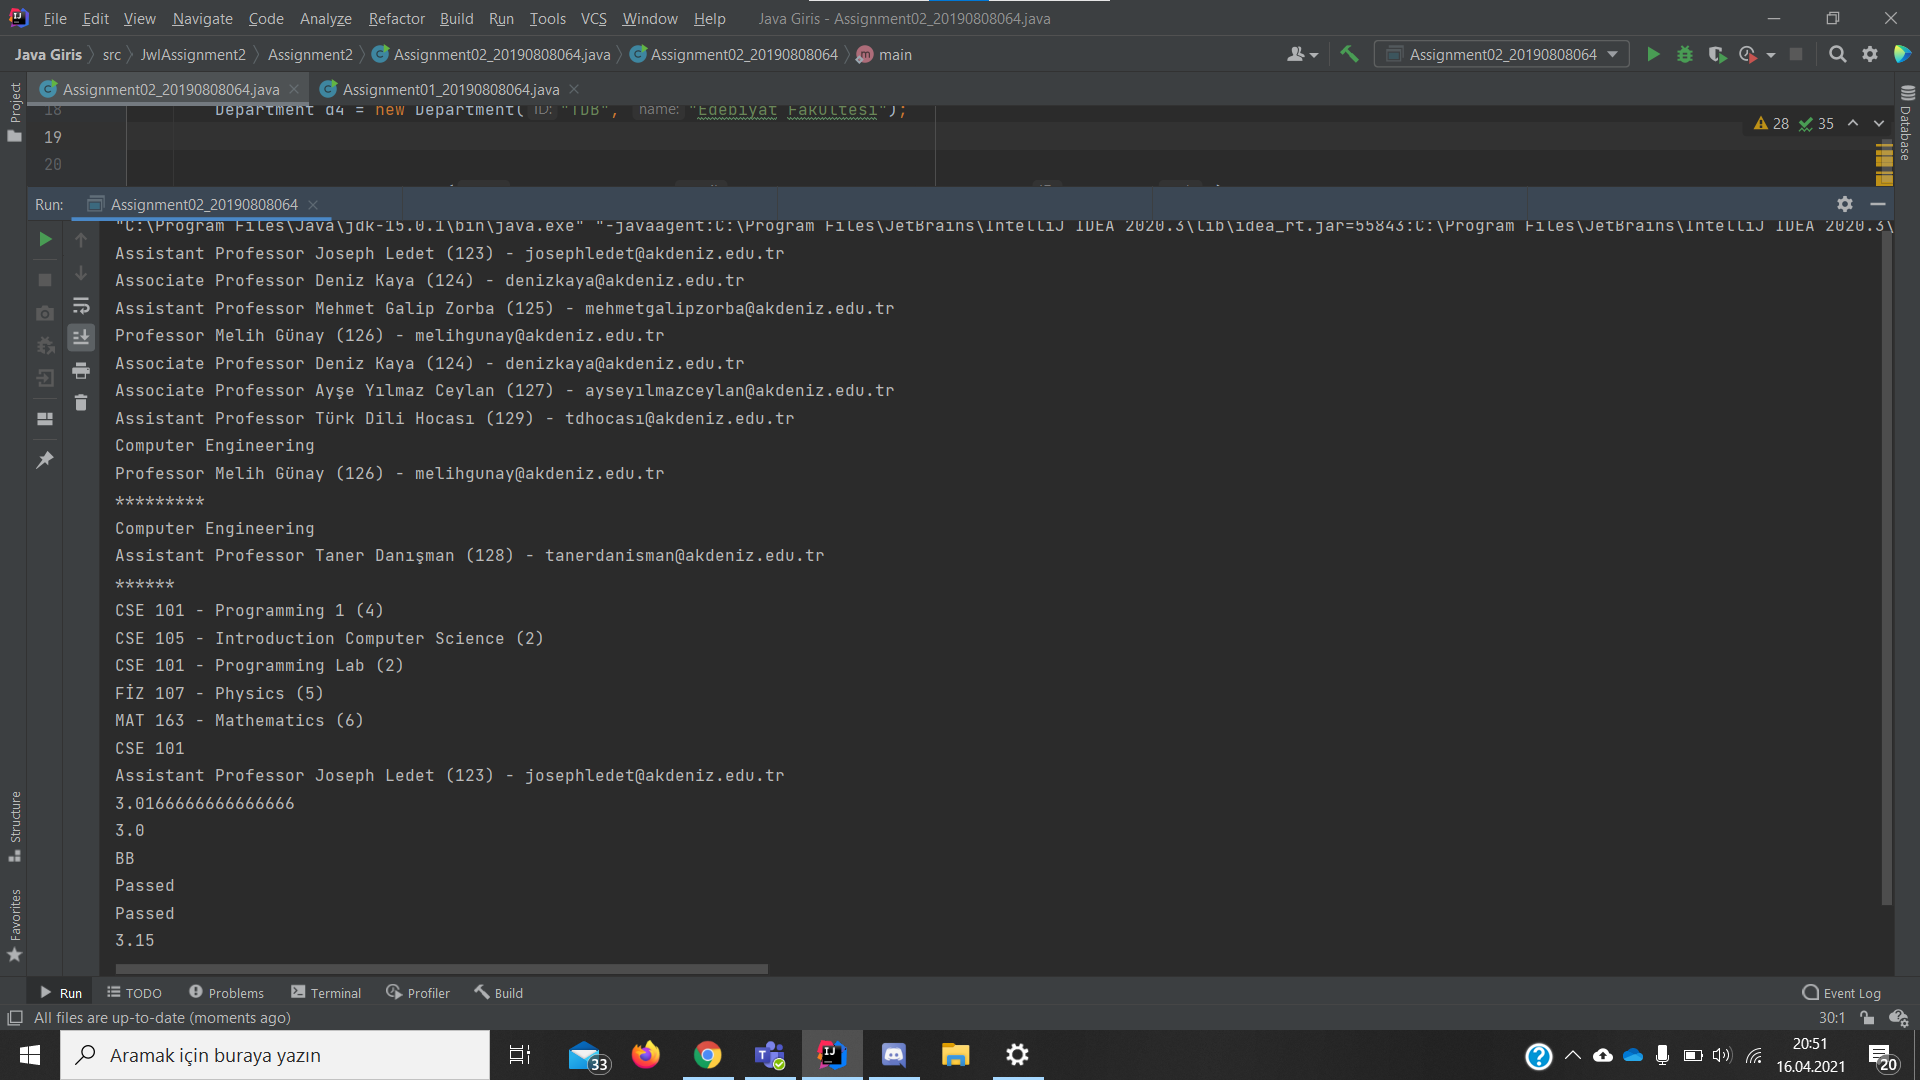 File Edit View Navigate Code Analyze Refactor Build Run Tools VCS Window Help Java Giris - Assignment02_20190808064.java
Java Giris src JwlAssignment2 Assignment2 Assignment02_20190808064.java Assignment02_20190808064 main Assignment02_20190808064
Project Assignment02_20190808064.java Assignment01_20190808064.java
18 Department d4 = new Department( ID: "TDB", name: "Edebiyat Fakültesi");
19 28 35
20
Database
Run: Assignment02_20190808064
"C:\Program Files\Java\jdk-15.0.1\bin\java.exe" "-javaagent:C:\Program Files\JetBrains\IntelliJ IDEA 2020.3\lib\idea_rt.jar=55843:C:\Program Files\JetBrains\IntelliJ IDEA 2020.3\
Assistant Professor Joseph Ledet (123) - josephledet@akdeniz.edu.tr
Associate Professor Deniz Kaya (124) - denizkaya@akdeniz.edu.tr
Assistant Professor Mehmet Galip Zorba (125) - mehmetgalipzorba@akdeniz.edu.tr
Professor Melih Günay (126) - melihgunay@akdeniz.edu.tr
Associate Professor Deniz Kaya (124) - denizkaya@akdeniz.edu.tr
Associate Professor Ayşe Yılmaz Ceylan (127) - ayseyılmazceylan@akdeniz.edu.tr
Assistant Professor Türk Dili Hocası (129) - tdhocası@akdeniz.edu.tr
Computer Engineering
Professor Melih Günay (126) - melihgunay@akdeniz.edu.tr
*********
Computer Engineering
Assistant Professor Taner Danışman (128) - tanerdanisman@akdeniz.edu.tr
******
CSE 101 - Programming 1 (4)
CSE 105 - Introduction Computer Science (2)
CSE 101 - Programming Lab (2)
FİZ 107 - Physics (5)
MAT 163 - Mathematics (6)
CSE 101
Assistant Professor Joseph Ledet (123) - josephledet@akdeniz.edu.tr
3.0166666666666666
3.0
BB
Passed
Passed
3.15
Structure
Favorites
Run TODO Problems Terminal Profiler Build Event Log
All files are up-to-date (moments ago) 30:1
Aramak için buraya yazın 33 20:51
16.04.2021 20